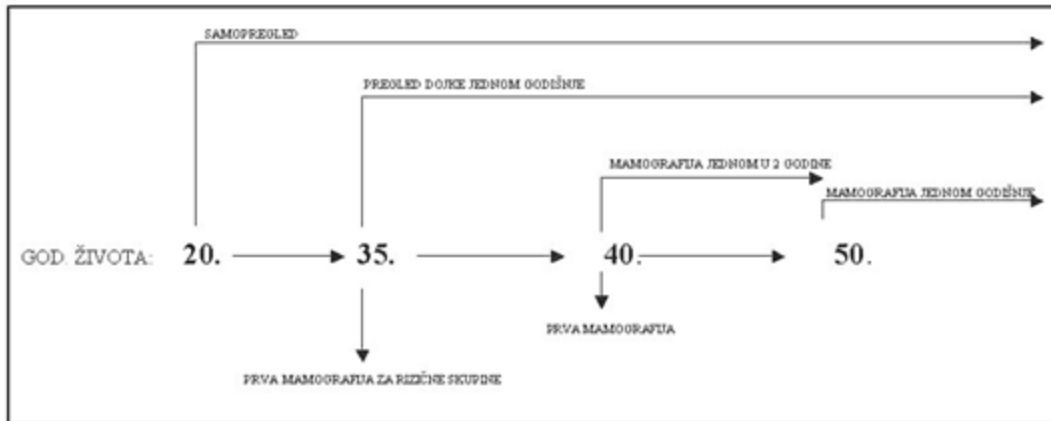 SAMOPREGLED
PREGLED DOJKE JEDNOM GODIŠNJE
MAMOGRAFIJA JEDNOM U 2 GODINE
MAMOGRAFIJA JEDNOM GODIŠNJE
GOD. ŽIVOTA: 20. 35. 40. 50.
PRVA MAMOGRAFIJA
PRVA MAMOGRAFIJA ZA RIZIČNE SKUPINE